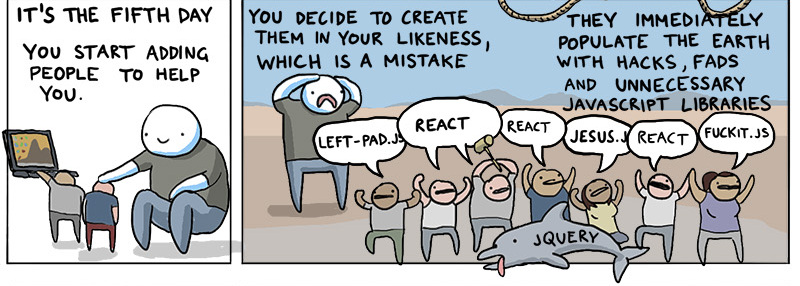 IT'S THE FIFTH DAY
YOU START ADDING
PEOPLE TO HELP
YOU.
YOU DECIDE TO CREATE
THEM IN YOUR LIKENESS,
WHICH IS A MISTAKE
THEY IMMEDIATELY
POPULATE THE EARTH
WITH HACKS, FADS
AND UNNECESSARY
JAVASCRIPT LIBRARIES
LEFT-PAD.JS
REACT
REACT
JESUS.J
REACT
FUCKIT.JS
JQUERY